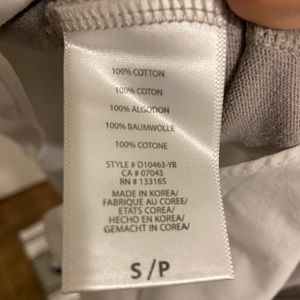 100% COTTON
100% COTON
100% ALGODON
100% BAUMWOLLE
100% COTONE
STYLE # D10463-YB
CA # 07043
RN # 133165
MADE IN KOREA/
FABRIQUE AU COREE/
ETATS COREA/
HECHO EN KOREA/
GEMACHT IN COREA/
S/P